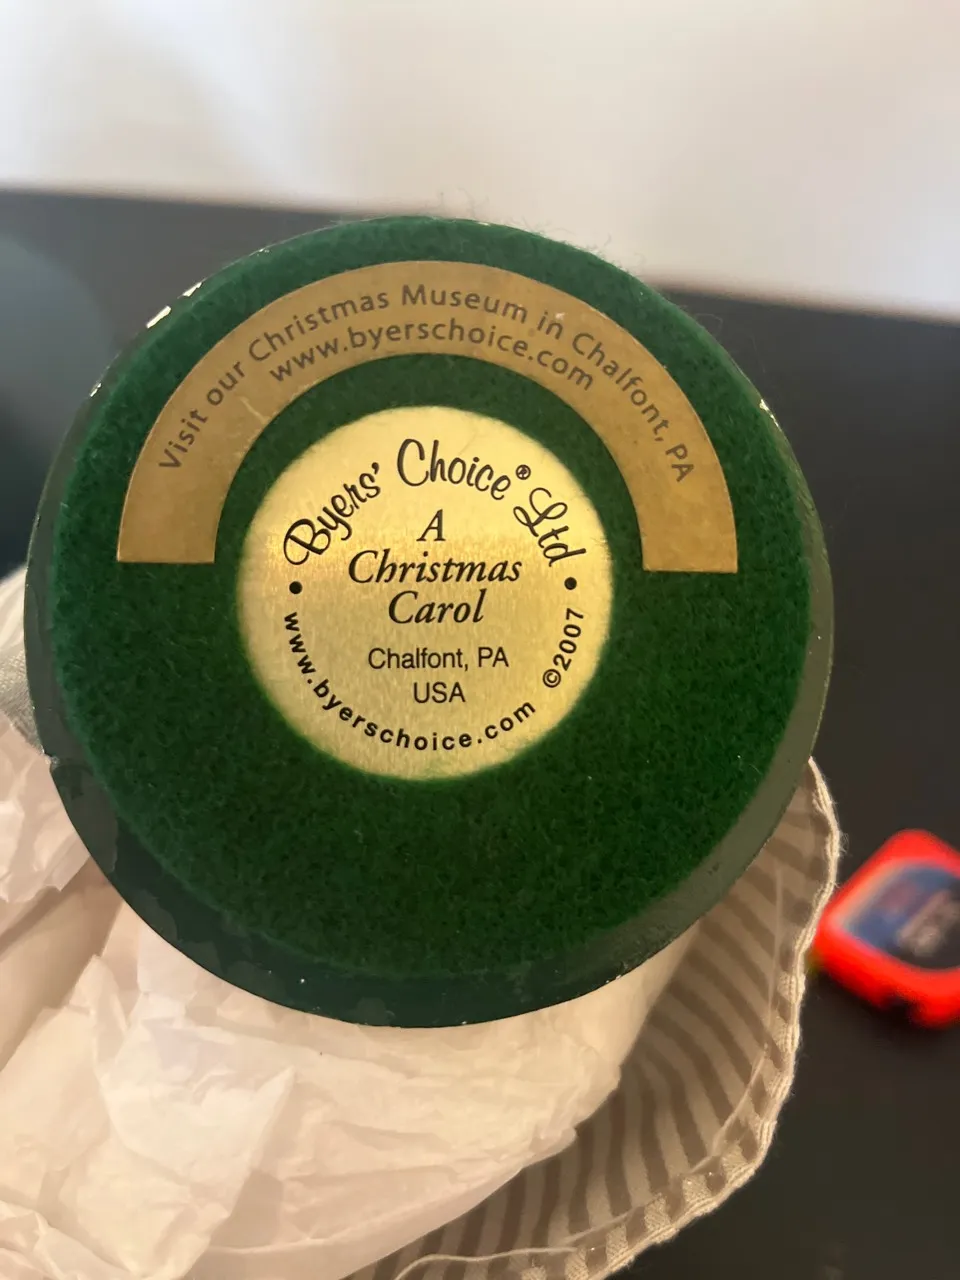 Visit our Christmas Museum in Chalfont, PA
www.byerschoice.com
Byers' Choice® Ltd
A
Christmas
Carol
Chalfont, PA
USA
• www.byerschoice.com ©2007 •